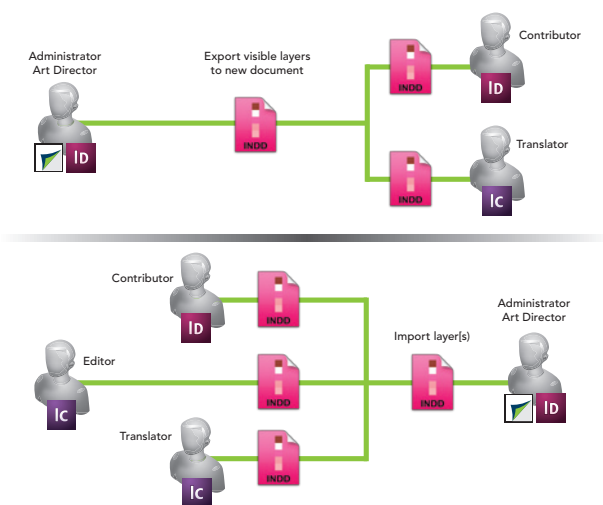 Administrator
Art Director
Export visible layers
to new document
Contributor
INDD
ID
INDD
ID
Translator
INDD
IC
Contributor
INDD
ID
Administrator
Art Director
Import layer(s)
Editor
INDD
INDD
IC
ID
Translator
INDD
IC